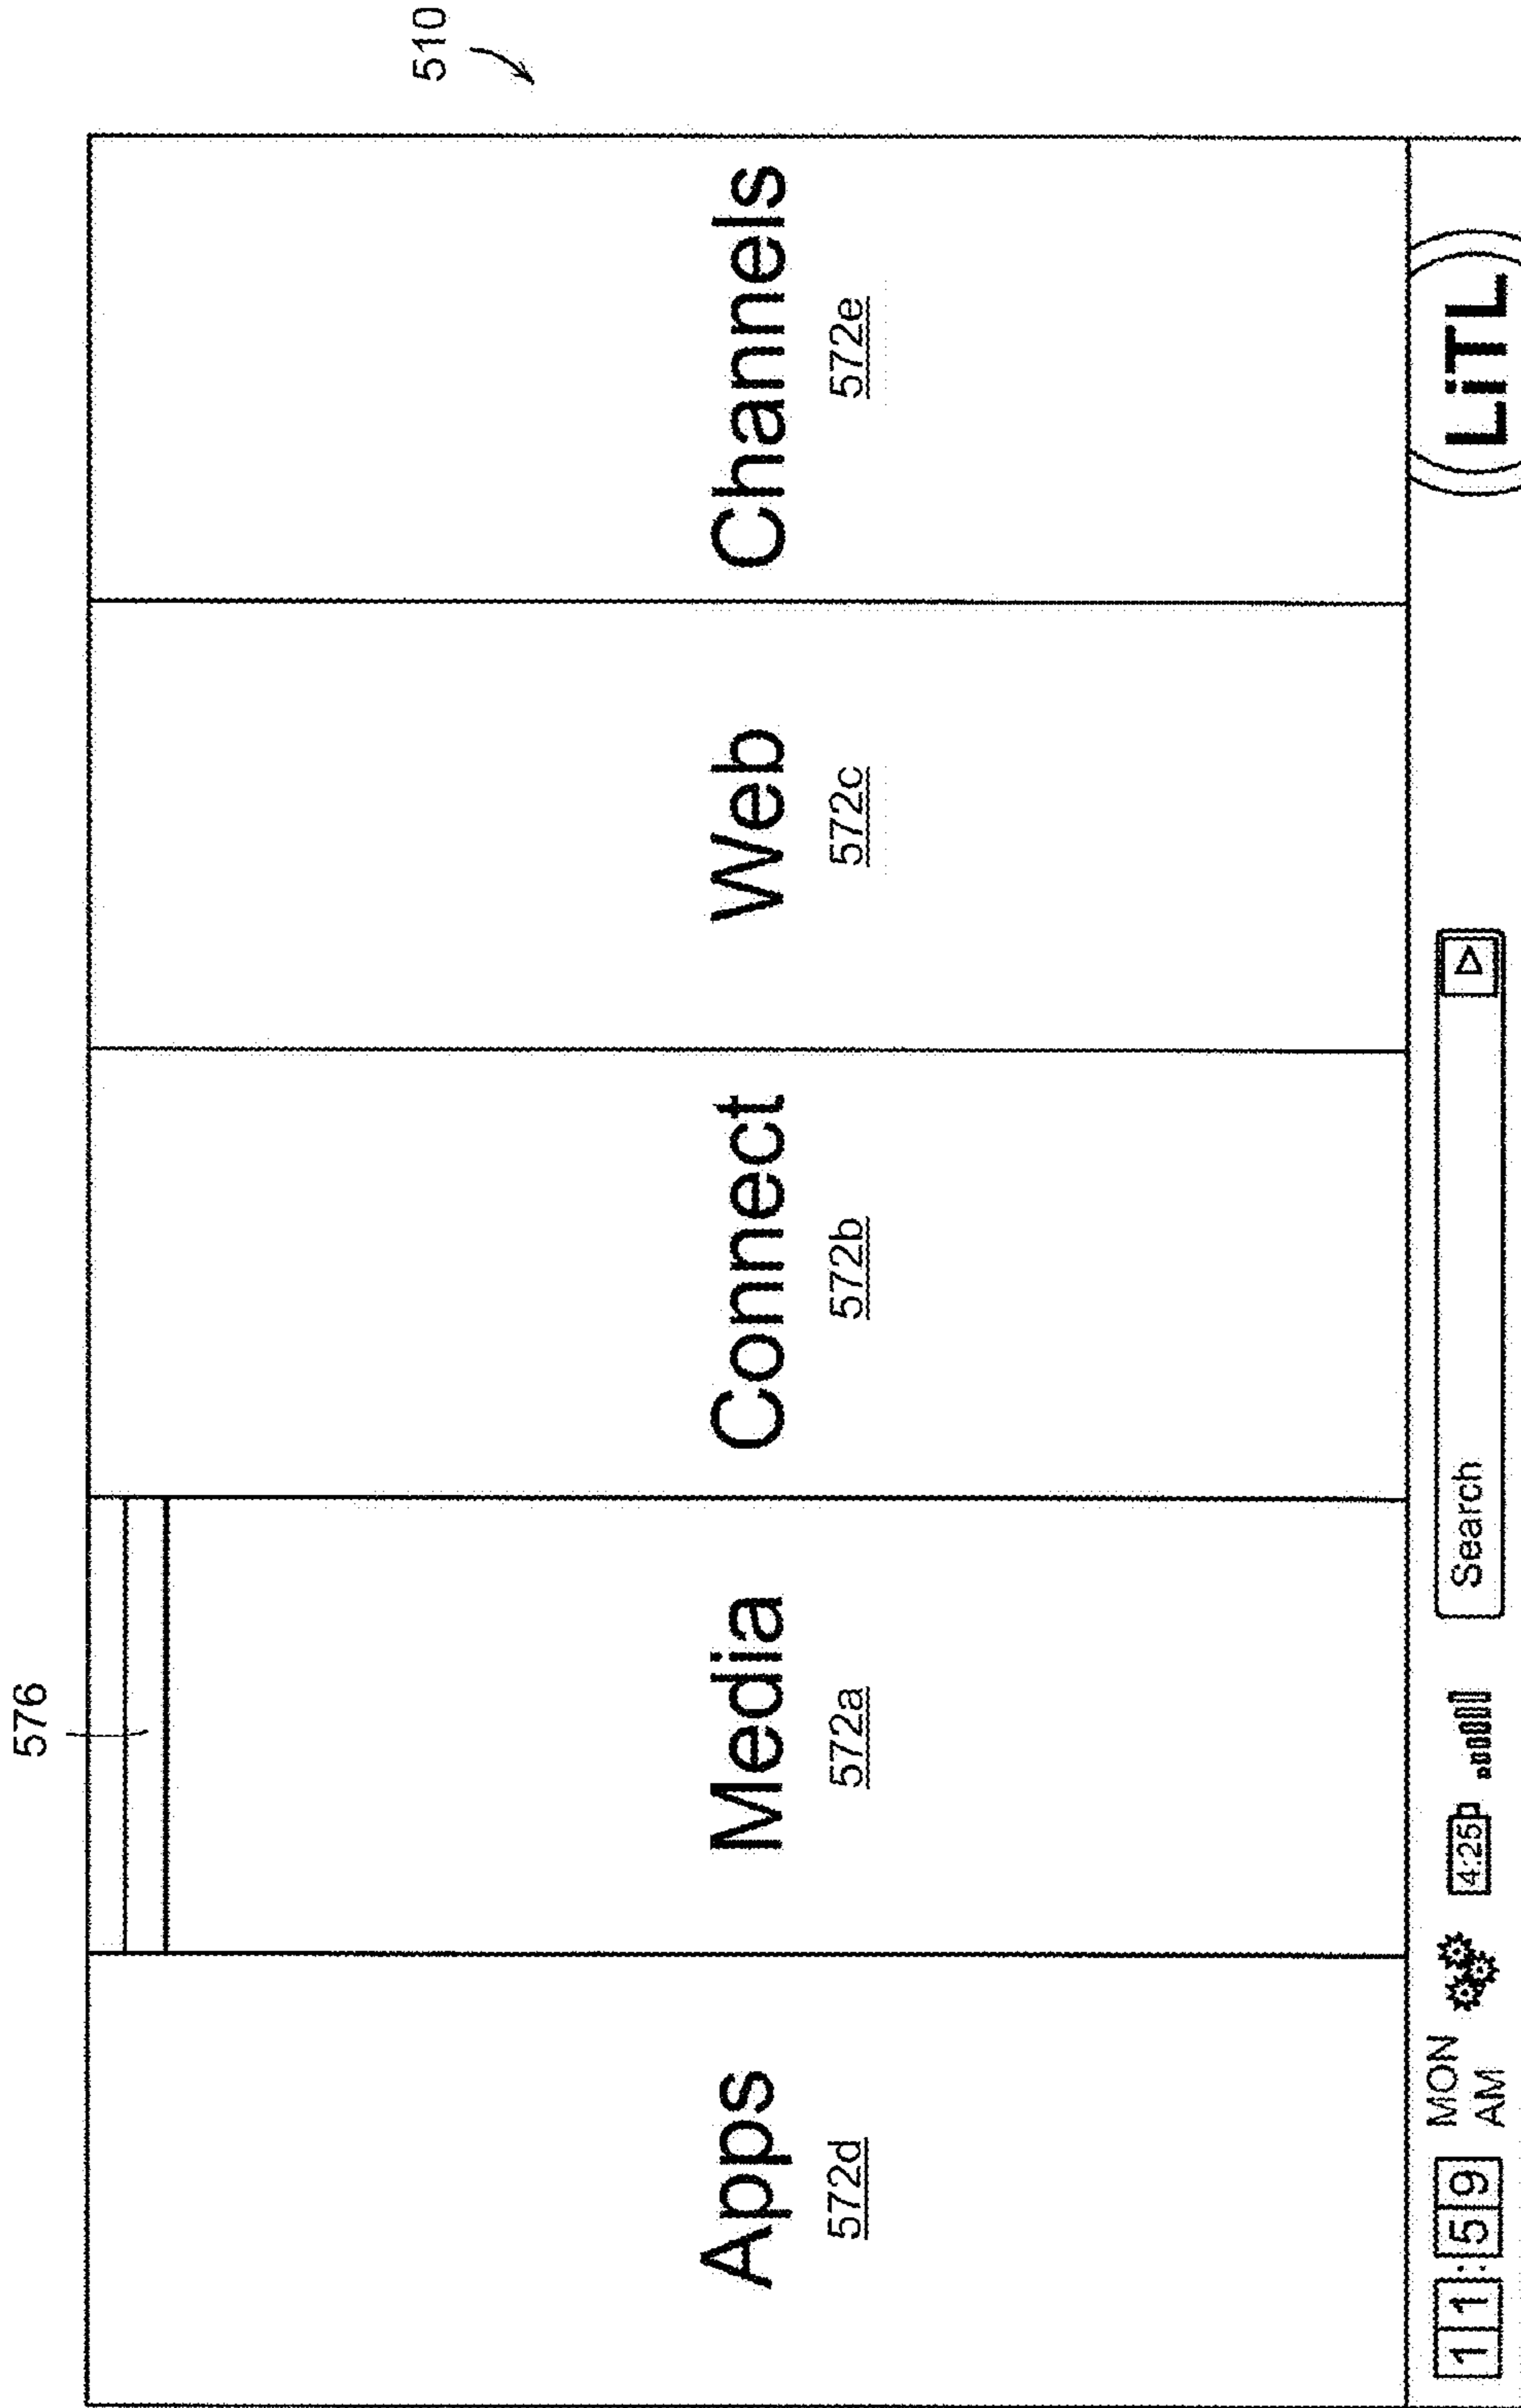 510
576
Apps
572d
Media
572a
Connect
572b
Web
572c
Channels
572e
11:59
MON
AM
4:25
Search
LiTL